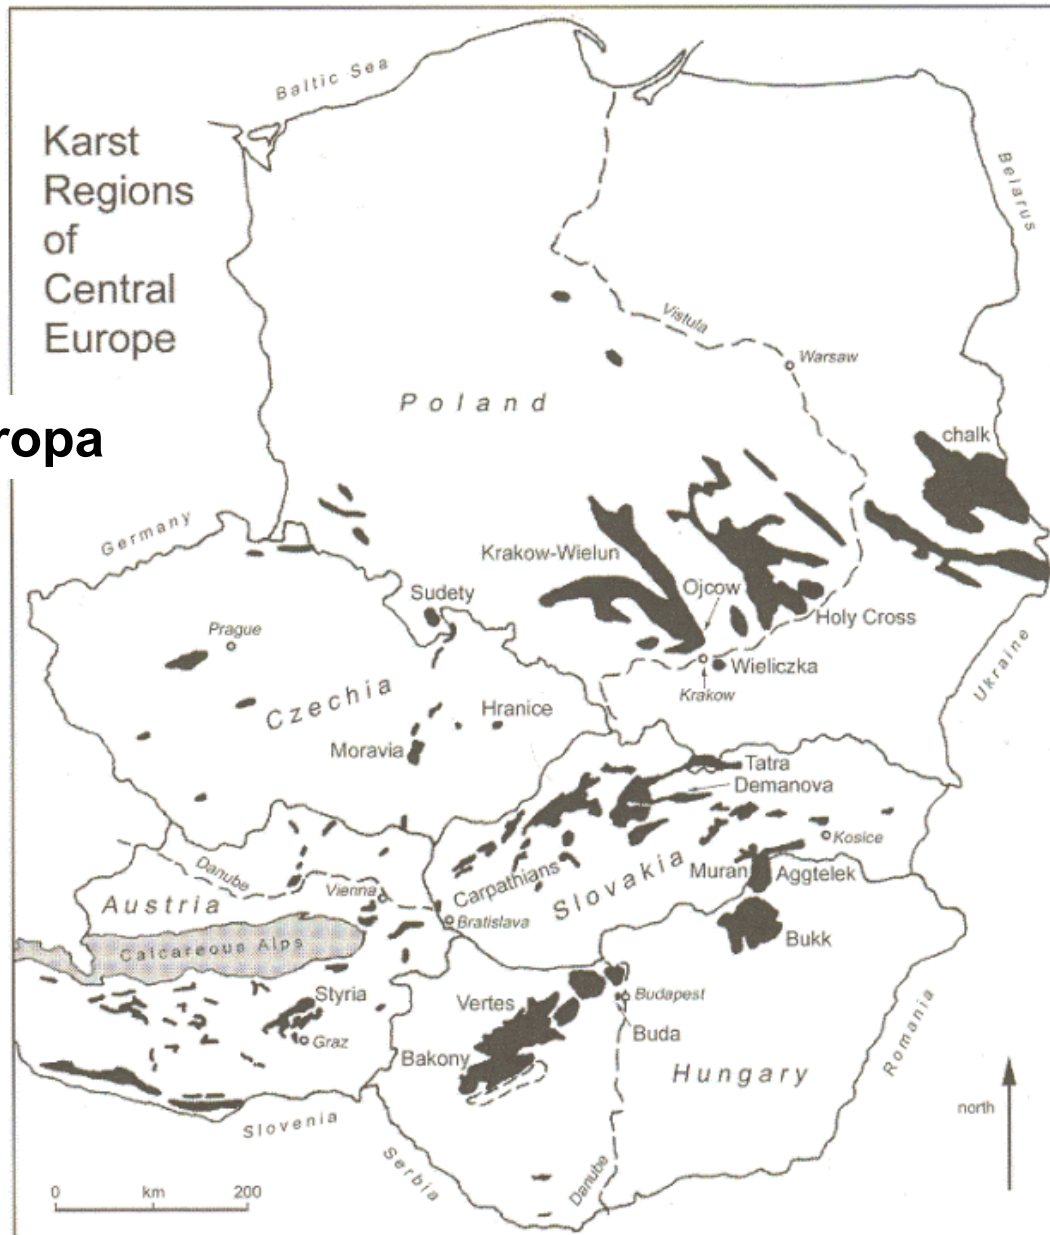 Baltic Sea
Karst
Regions
of
Central
Europe
Belarus
Vistula
Warsaw
Poland
ropa
chalk
Germany
Krakow-Wielun
Sudety
Ojcow
Holy Cross
Prague
Wieliczka
Krakow
Ukraine
Czechia
Hranice
Moravia
Tatra
Demanova
Kosice
Danube
Vienna
Carpathians
Slovakia
Muran
Aggtelek
Austria
Bratislava
Bukk
Calcareous Alps
Styria
Vertes
Budapest
Graz
Buda
Bakony
Hungary
Romania
north
Slovenia
Serbia
Danube
0 km 200